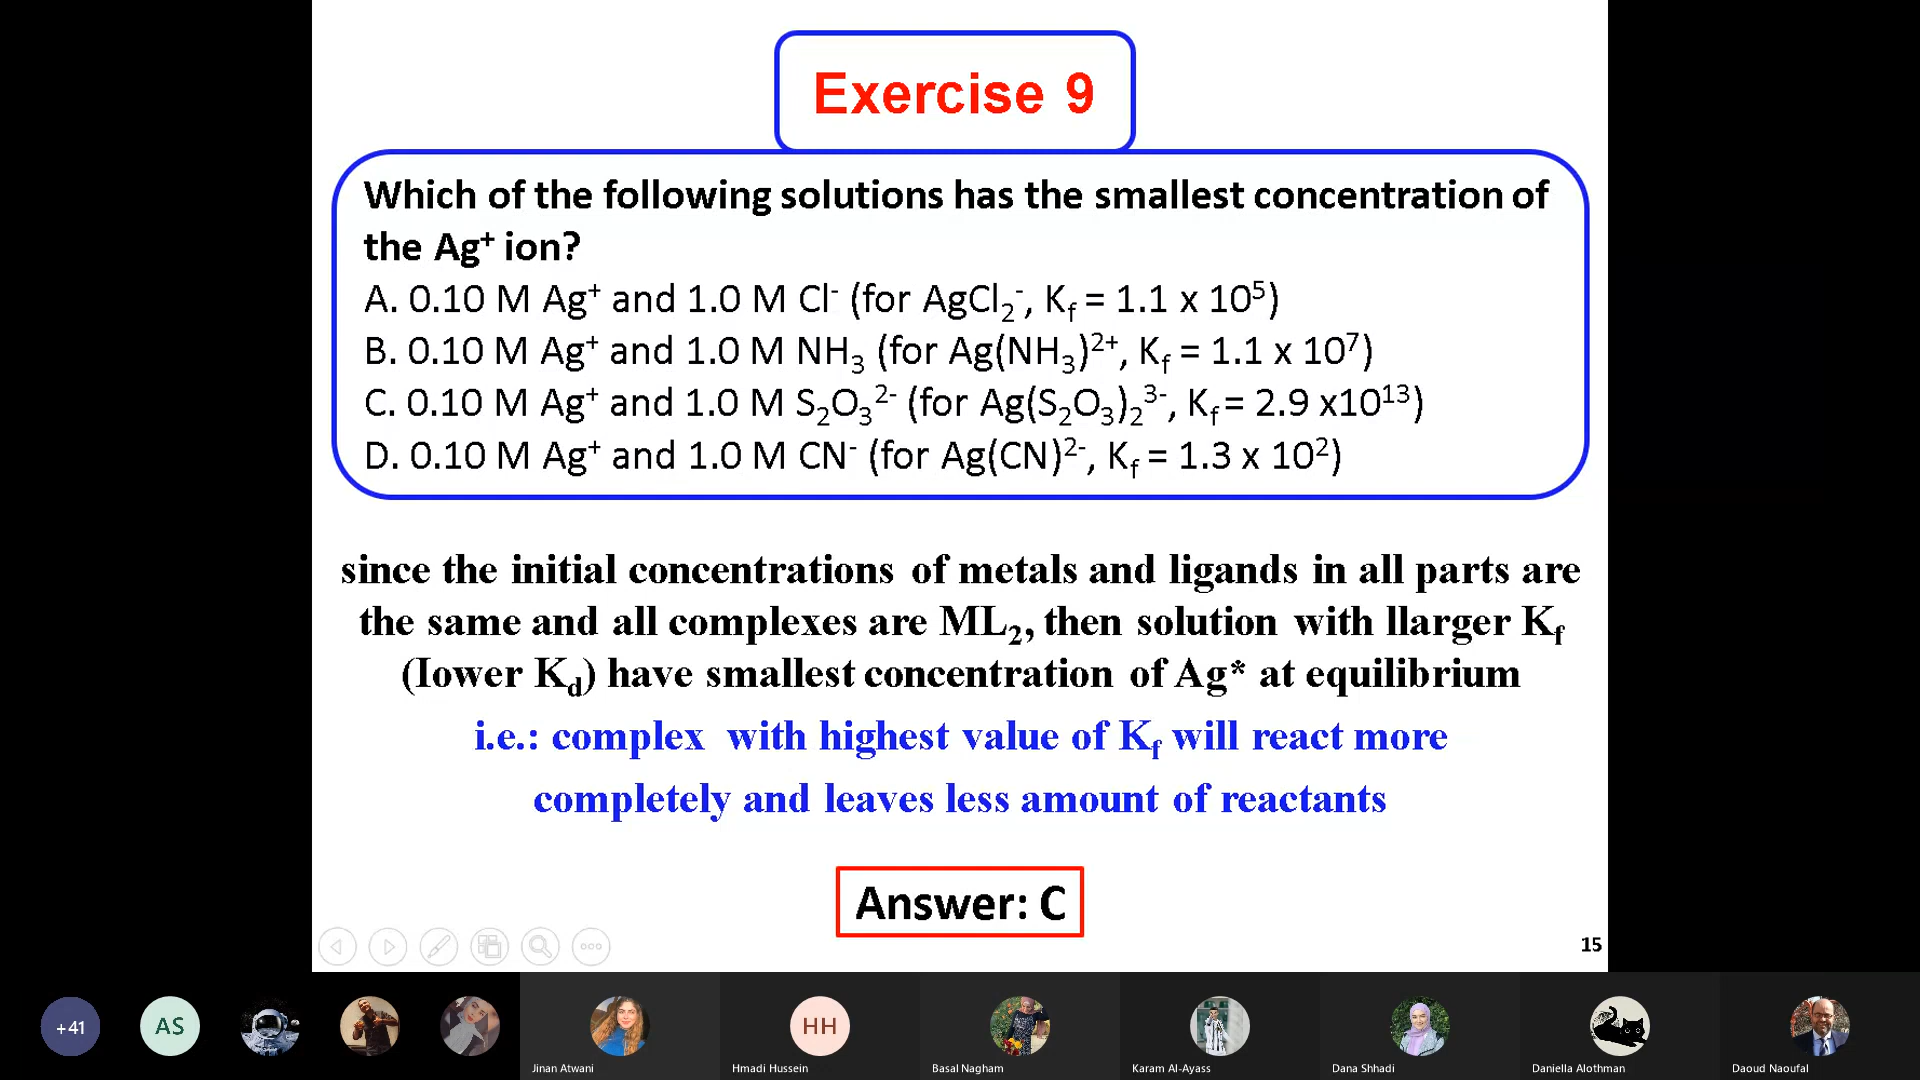 Exercise 9
Which of the following solutions has the smallest concentration of
the Ag⁺ ion?
A. 0.10 M Ag⁺ and 1.0 M Cl⁻ (for AgCl₂⁻, K_f = 1.1 x 10⁵)
B. 0.10 M Ag⁺ and 1.0 M NH₃ (for Ag(NH₃)²⁺, K_f = 1.1 x 10⁷)
C. 0.10 M Ag⁺ and 1.0 M S₂O₃²⁻ (for Ag(S₂O₃)₂³⁻, K_f = 2.9 x10¹³)
D. 0.10 M Ag⁺ and 1.0 M CN⁻ (for Ag(CN)²⁻, K_f = 1.3 x 10²)
since the initial concentrations of metals and ligands in all parts are
the same and all complexes are ML₂, then solution with llarger K_f
(Iower K_d) have smallest concentration of Ag* at equilibrium
i.e.: complex with highest value of K_f will react more
completely and leaves less amount of reactants
Answer: C
15
+41
AS
HH
Jinan Atwani
Hmadi Hussein
Basal Nagham
Karam Al-Ayass
Dana Shhadi
Daniella Alothman
Daoud Naoufal